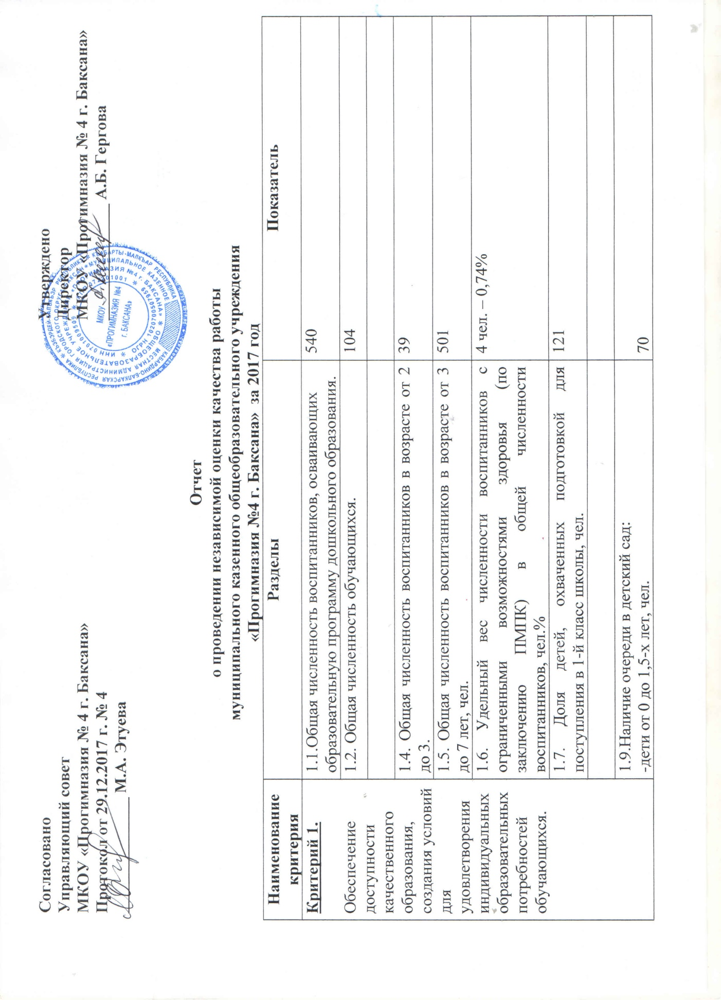 Согласовано
Управляющий совет
МКОУ «Прогимназия № 4 г. Баксана»
Протокол от 29.12.2017 г. № 4
М.А. Этуева
Утверждено
Директор
МКОУ «Прогимназия № 4 г. Баксана»
А.Б. Гергова
МКОУ
«ПРОГИМНАЗИЯ №4
г. БАКСАНА»
Отчет
о проведении независимой оценки качества работы
муниципального казенного общеобразовательного учреждения
«Прогимназия №4 г. Баксана» за 2017 год
Наименование
критерия
Разделы
Показатель
Критерий 1.
Обеспечение
доступности
качественного
образования,
создания условий
для
удовлетворения
индивидуальных
образовательных
потребностей
обучающихся.
1.1.Общая численность воспитанников, осваивающих
образовательную программу дошкольного образования.
540
1.2. Общая численность обучающихся.
104
1.4. Общая численность воспитанников в возрасте от 2
до 3.
39
1.5. Общая численность воспитанников в возрасте от 3
до 7 лет, чел.
501
1.6. Удельный вес численности воспитанников с
ограниченными возможностями здоровья (по
заключению ПМПК) в общей численности
воспитанников, чел.%
4 чел. – 0,74%
1.7. Доля детей, охваченных подготовкой для
поступления в 1-й класс школы, чел.
121
1.9.Наличие очереди в детский сад:
-дети от 0 до 1,5-х лет, чел.
70